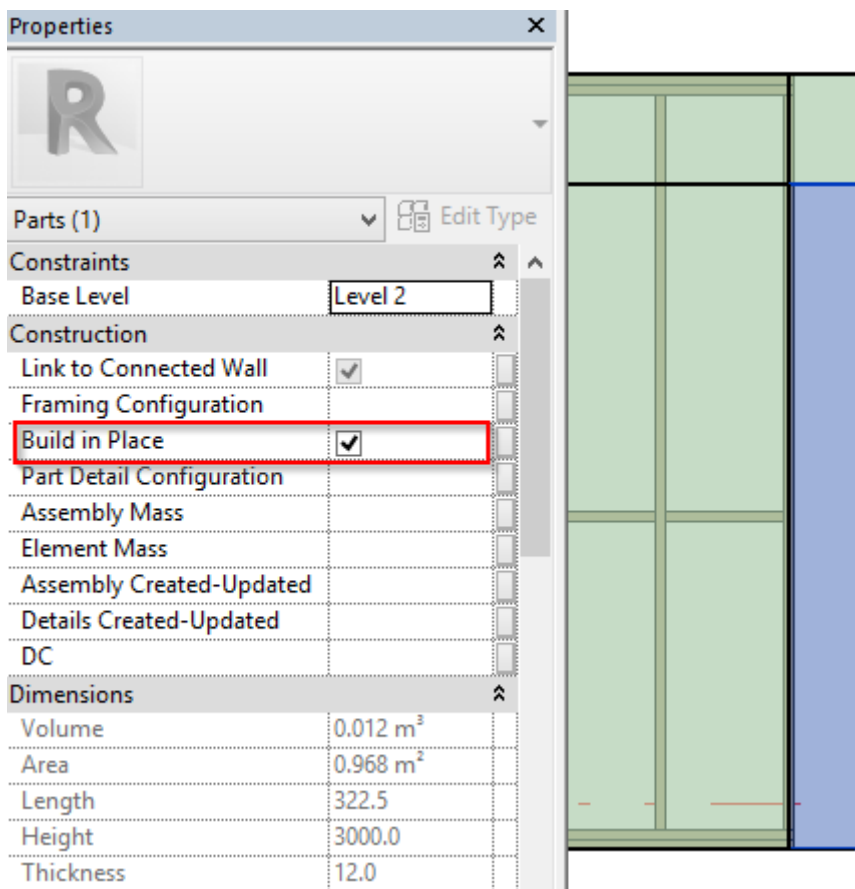 Properties
R
Parts (1) Edit Type
Constraints
Base Level Level 2
Construction
Link to Connected Wall
Framing Configuration
Build in Place
Part Detail Configuration
Assembly Mass
Element Mass
Assembly Created-Updated
Details Created-Updated
DC
Dimensions
Volume 0.012 m³
Area 0.968 m²
Length 322.5
Height 3000.0
Thickness 12.0